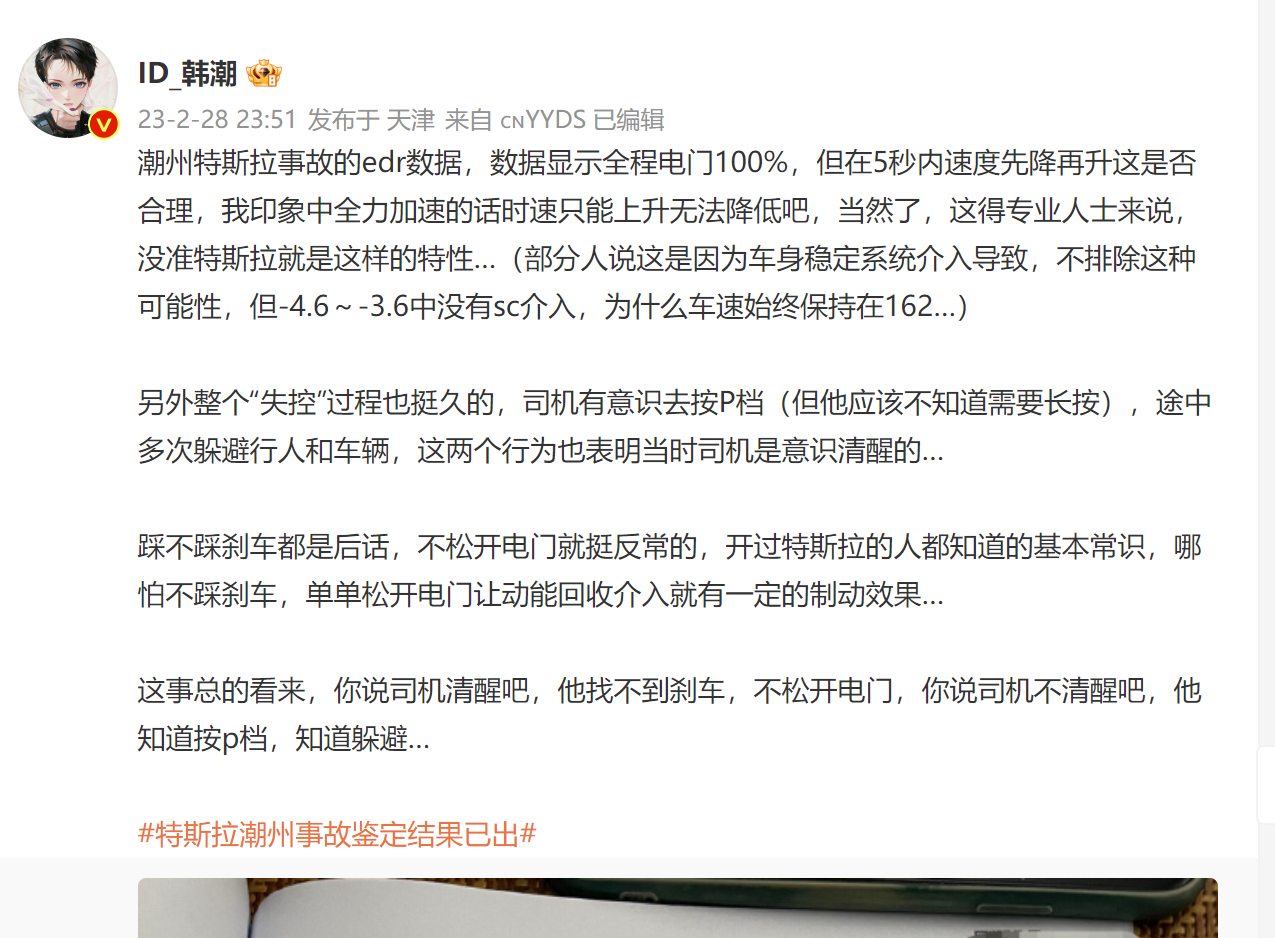 ID_韩潮
23-2-28 23:51 发布于 天津 来自 cɴYYDS 已编辑
潮州特斯拉事故的edr数据，数据显示全程电门100%，但在5秒内速度先降再升这是否
合理，我印象中全力加速的话时速只能上升无法降低吧，当然了，这得专业人士来说，
没准特斯拉就是这样的特性...（部分人说这是因为车身稳定系统介入导致，不排除这种
可能性，但-4.6～-3.6中没有sc介入，为什么车速始终保持在162...）
另外整个“失控”过程也挺久的，司机有意识去按P档（但他应该不知道需要长按），途中
多次躲避行人和车辆，这两个行为也表明当时司机是意识清醒的...
踩不踩刹车都是后话，不松开电门就挺反常的，开过特斯拉的人都知道的基本常识，哪
怕不踩刹车，单单松开电门让动能回收介入就有一定的制动效果...
这事总的看来，你说司机清醒吧，他找不到刹车，不松开电门，你说司机不清醒吧，他
知道按p档，知道躲避...
#特斯拉潮州事故鉴定结果已出#